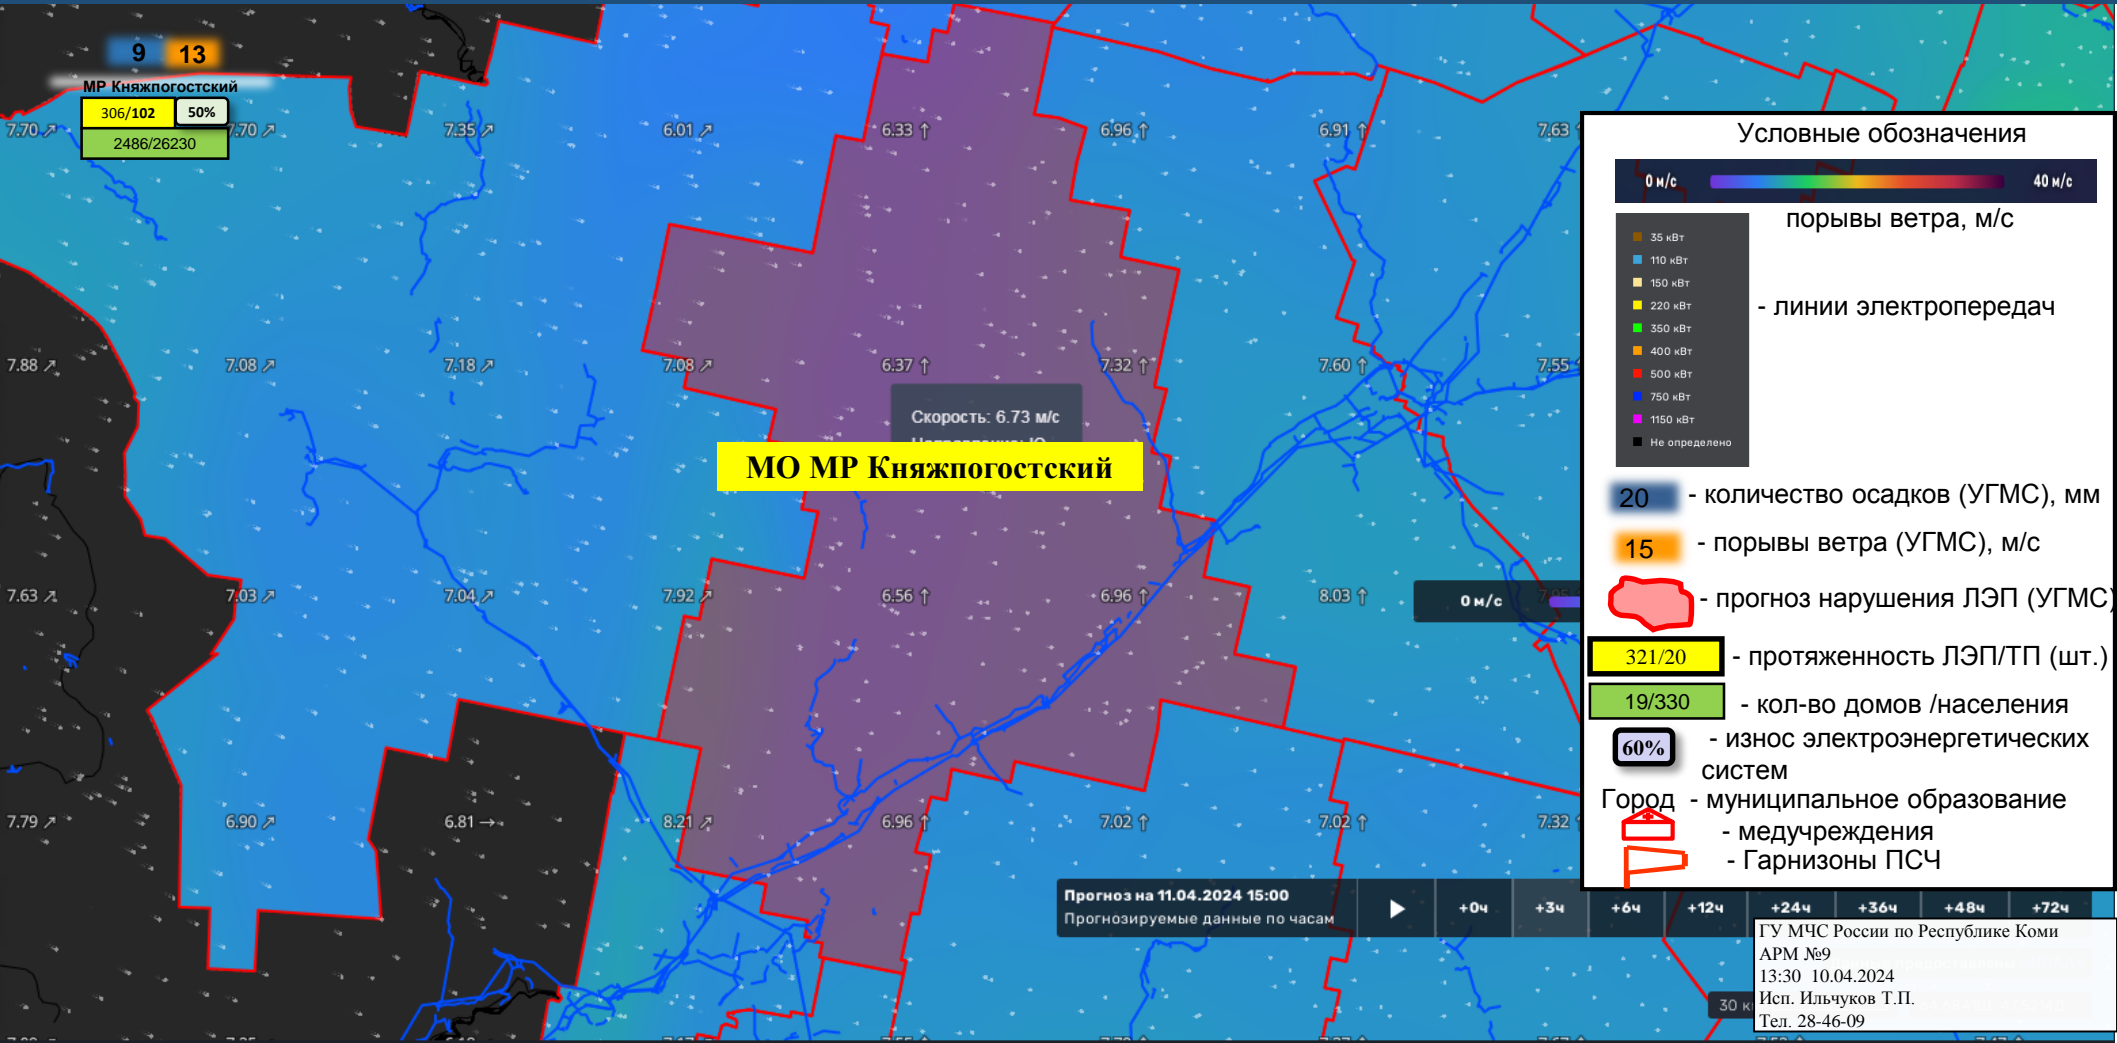 9 13
МР Княжпогостский
306/102 50%
2486/26230
7.70 7.70 7.35 6.01 6.33 6.96 6.91 7.63
7.88 7.08 7.18 7.08 6.37 7.32 7.60 7.55
Скорость: 6.73 м/с
МО МР Княжпогостский
7.63 7.03 7.04 7.92 6.56 6.96 8.03
0 м/с
7.79 6.90 6.81 8.21 6.96 7.02 7.02 7.32
Прогноз на 11.04.2024 15:00
Прогнозируемые данные по часам
+0ч +3ч +6ч +12ч +24ч +36ч +48ч +72ч
Условные обозначения
0 м/с 40 м/с
порывы ветра, м/с
35 кВт
110 кВт
150 кВт
220 кВт
350 кВт
400 кВт
500 кВт
750 кВт
1150 кВт
Не определено
- линии электропередач
20 - количество осадков (УГМС), мм
15 - порывы ветра (УГМС), м/с
- прогноз нарушения ЛЭП (УГМС)
321/20 - протяженность ЛЭП/ТП (шт.)
19/330 - кол-во домов /населения
60% - износ электроэнергетических
систем
Город - муниципальное образование
- медучреждения
- Гарнизоны ПСЧ
ГУ МЧС России по Республике Коми
АРМ №9
13:30 10.04.2024
Исп. Ильчуков Т.П.
Тел. 28-46-09
30